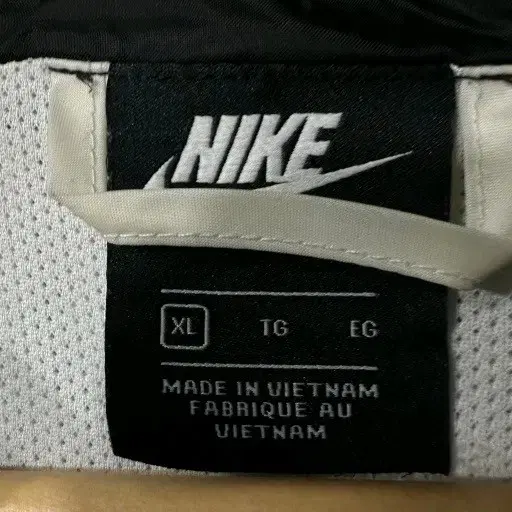 NIKE
XL TG EG
MADE IN VIETNAM
FABRIQUE AU
VIETNAM